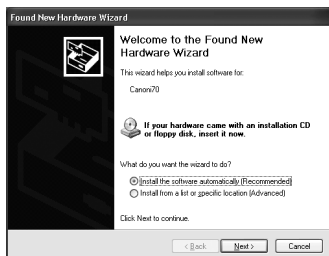 Found New Hardware Wizard
Welcome to the Found New
Hardware Wizard
This wizard helps you install software for:
Canoni70
If your hardware came with an installation CD
or floppy disk, insert it now.
What do you want the wizard to do?
Install the software automatically (Recommended)
Install from a list or specific location (Advanced)
Click Next to continue.
< Back
Next >
Cancel